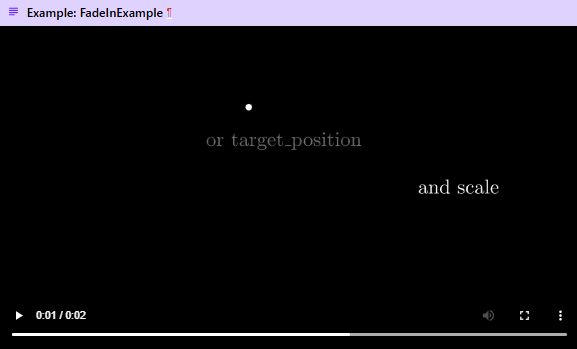 Example: FadeInExample ¶
or target_position
and scale
0:01 / 0:02